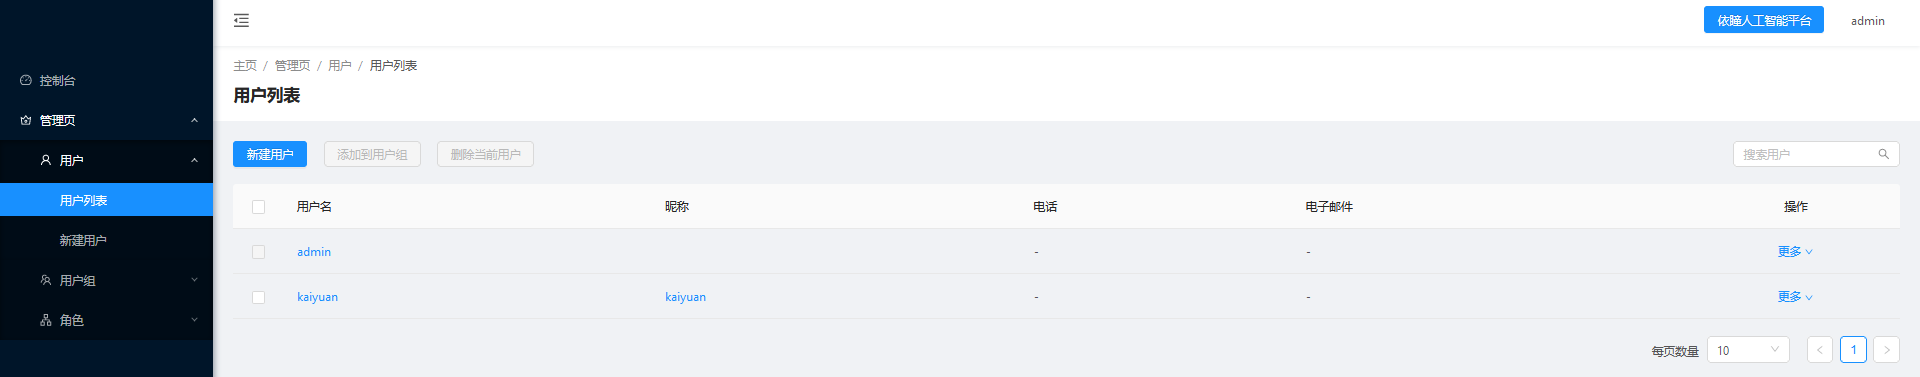 依瞳人工智能平台
admin
控制台
管理页
用户
用户列表
新建用户
用户组
角色
主页 / 管理页 / 用户 / 用户列表
用户列表
新建用户
添加到用户组
删除当前用户
搜索用户
用户名 昵称 电话 电子邮件 操作
admin - - 更多
kaiyuan kaiyuan - - 更多
每页数量 10 < 1 >